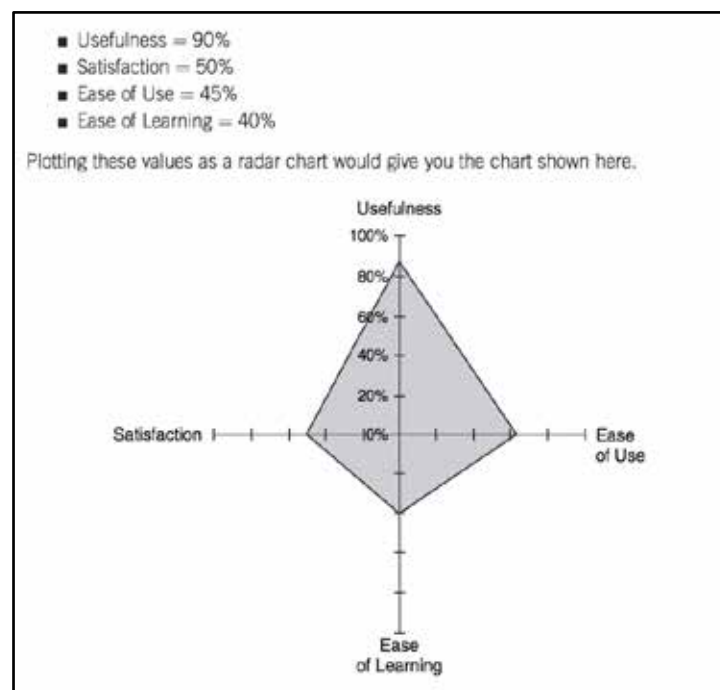 ■ Usefulness = 90%
■ Satisfaction = 50%
■ Ease of Use = 45%
■ Ease of Learning = 40%
Plotting these values as a radar chart would give you the chart shown here.
Usefulness
100%
80%
60%
40%
20%
Satisfaction
0%
Ease
of Use
Ease
of Learning